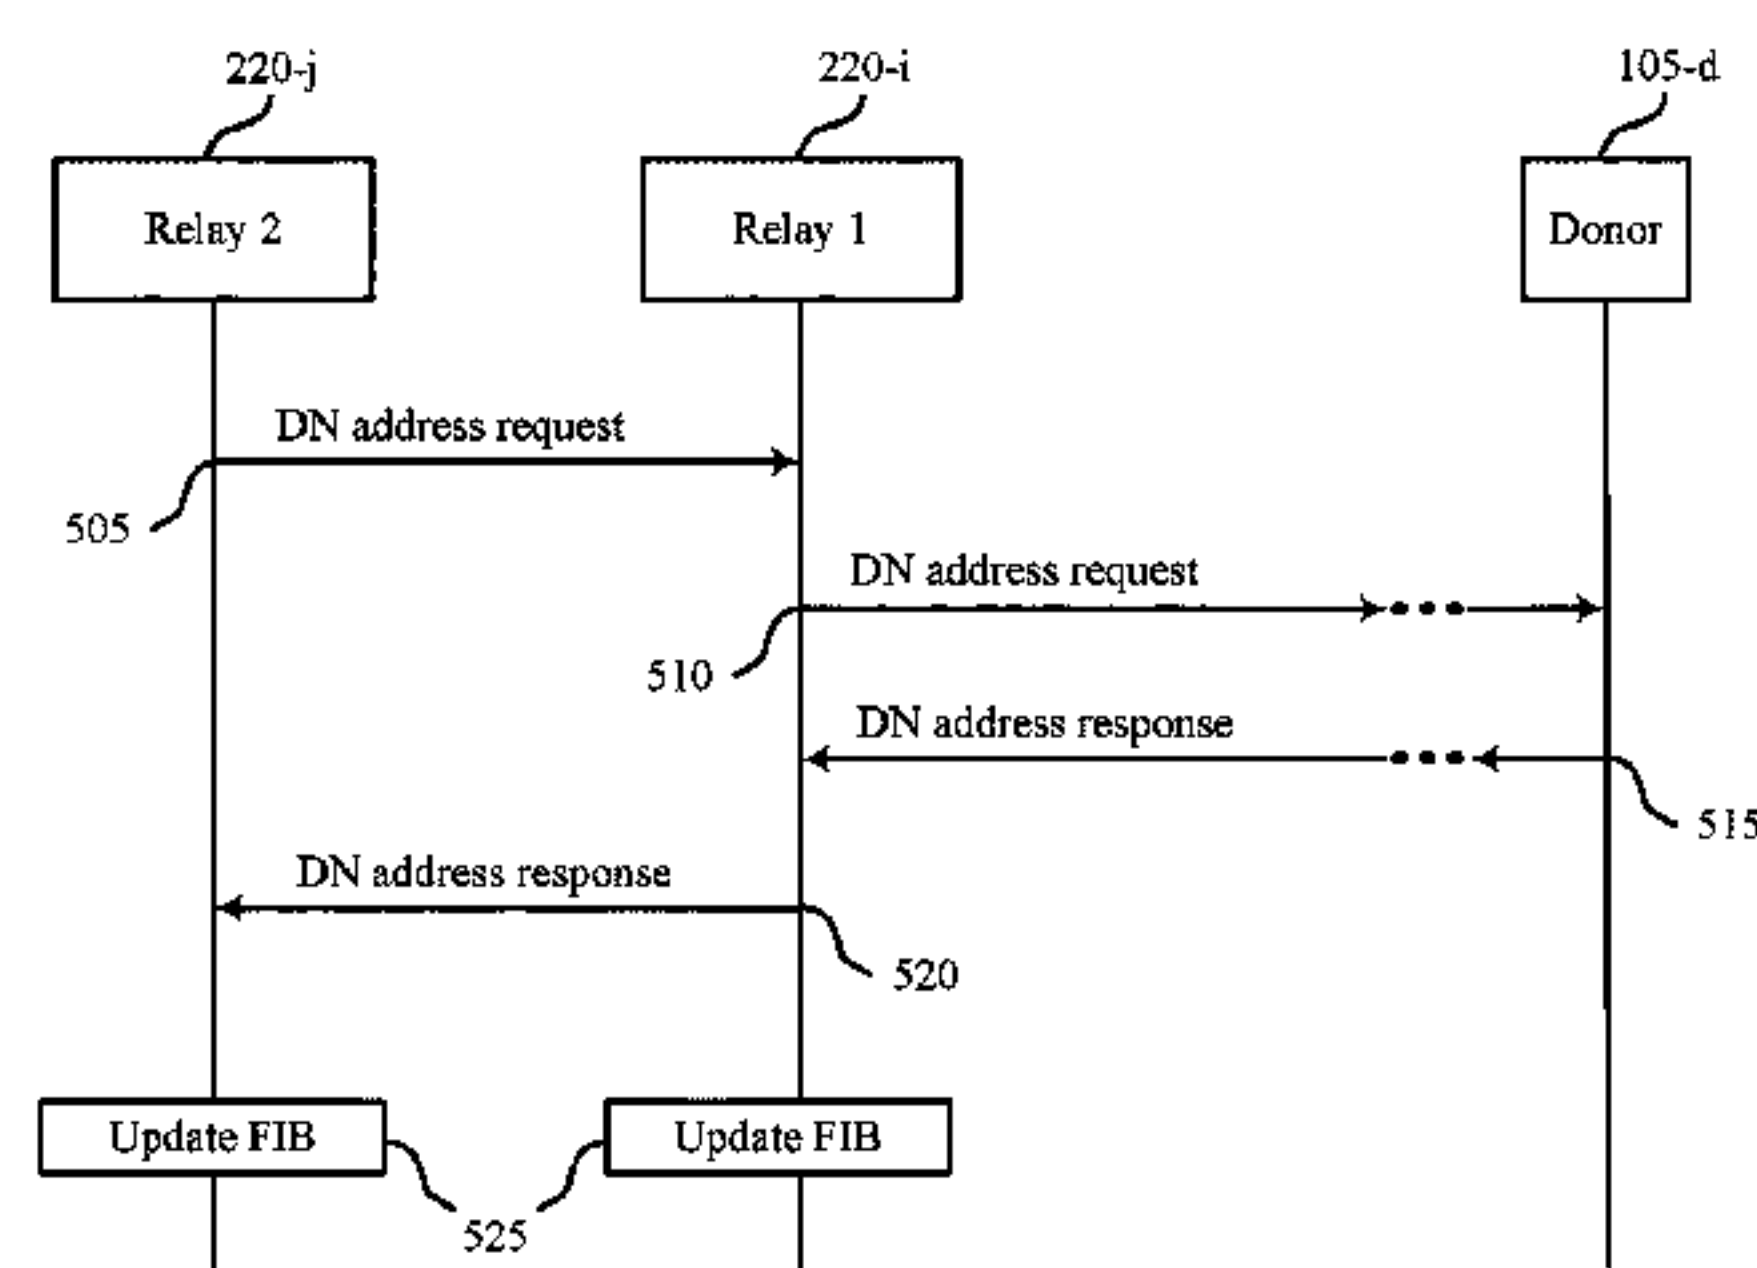 220-j
220-i
105-d
Relay 2
Relay 1
Donor
DN address request
505
DN address request
510
DN address response
515
DN address response
520
Update FIB
Update FIB
525